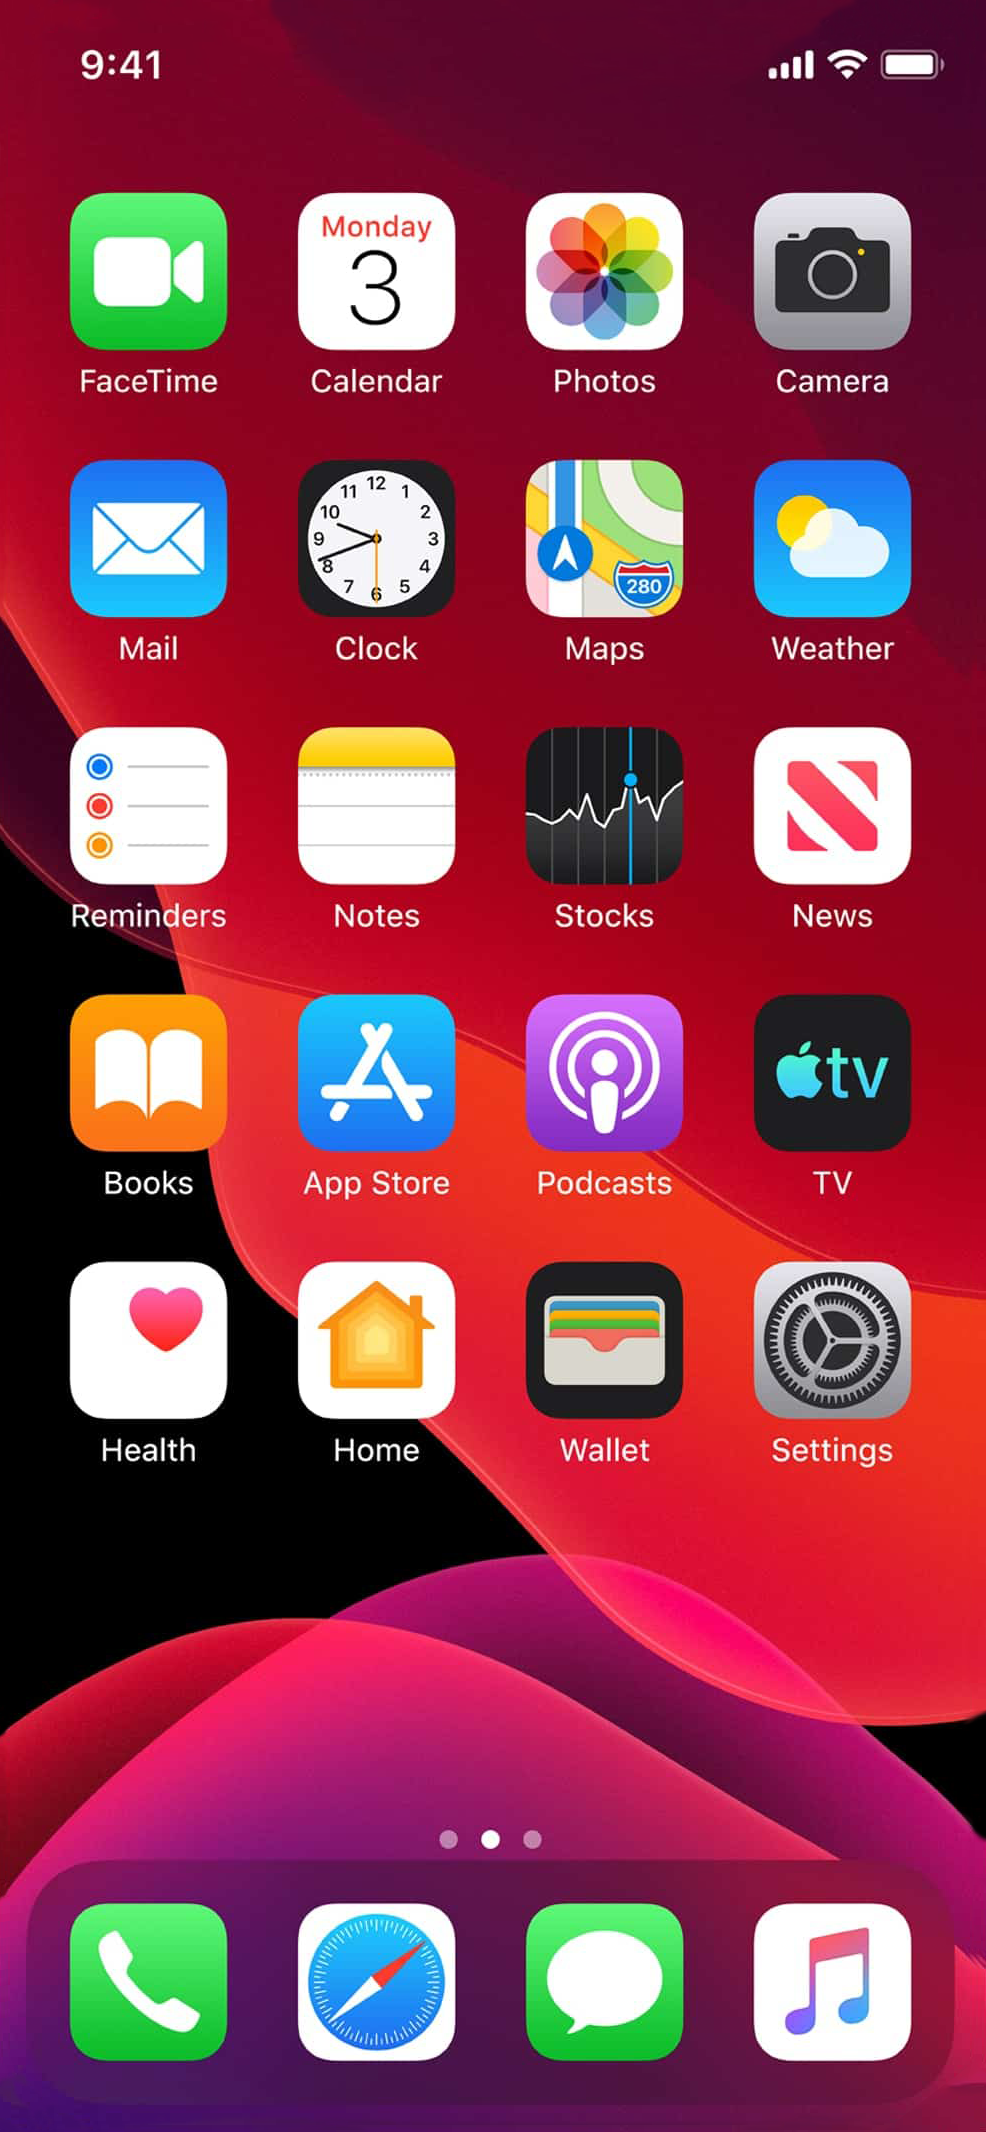 9:41
Monday
3
FaceTime
Calendar
Photos
Camera
12
11 1
10 2
9 3
8 4
7 5
6
280
Mail
Clock
Maps
Weather
Reminders
Notes
Stocks
News
tv
Books
App Store
Podcasts
TV
Health
Home
Wallet
Settings